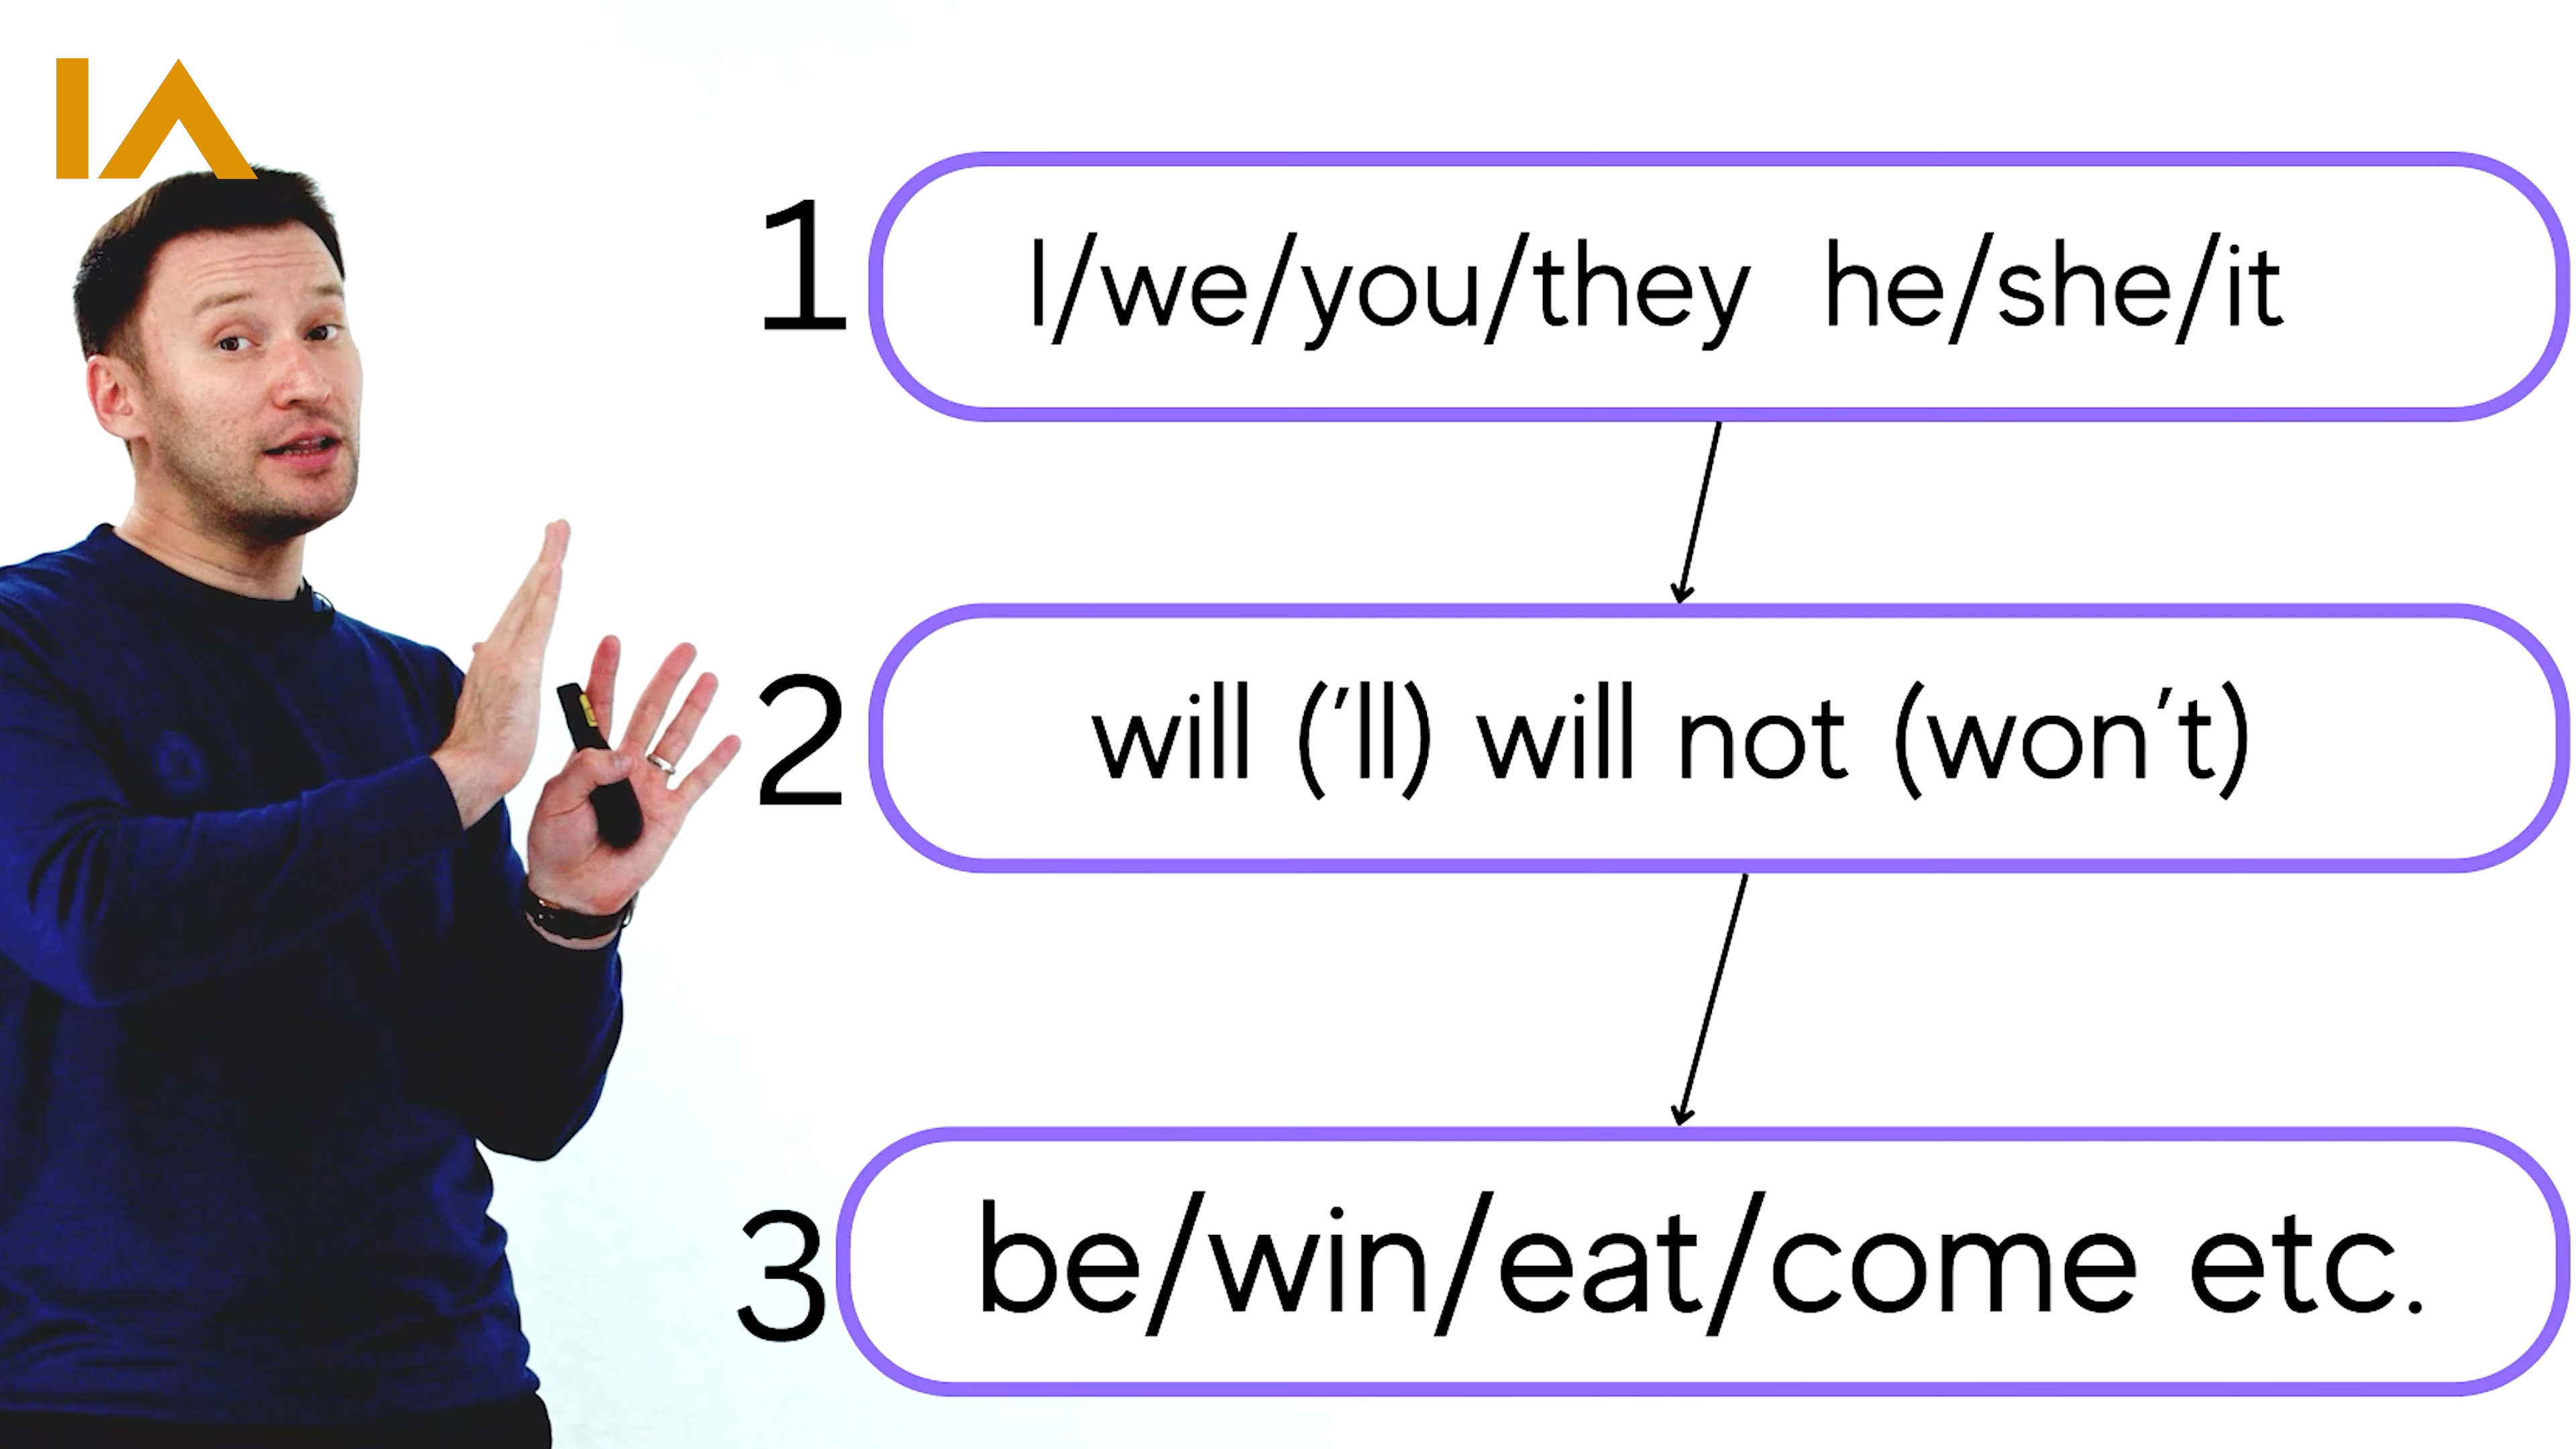 IA
1
I/we/you/they he/she/it
2
will (’ll) will not (won’t)
3
be/win/eat/come etc.